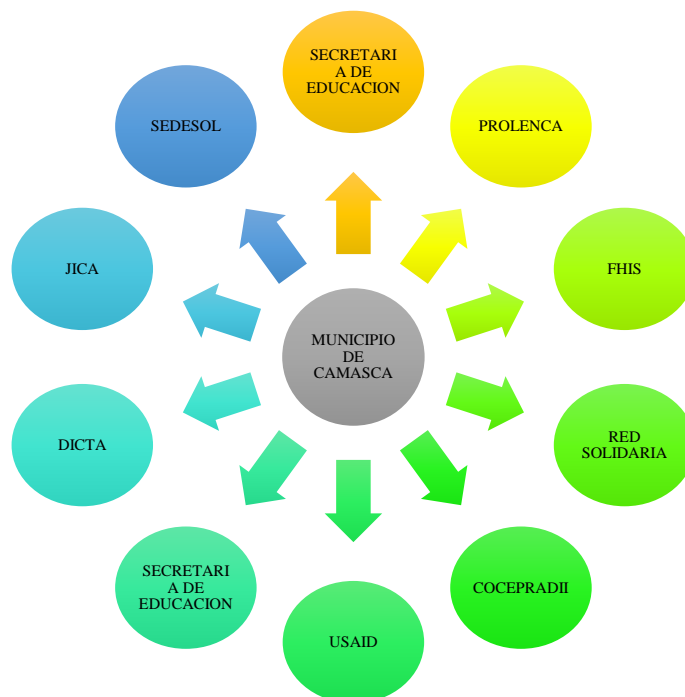 SECRETARI
A DE
EDUCACION
SEDESOL
PROLENCA
JICA
FHIS
MUNICIPIO
DE
CAMASCA
DICTA
RED
SOLIDARIA
SECRETARI
A DE
EDUCACION
COCEPRADII
USAID